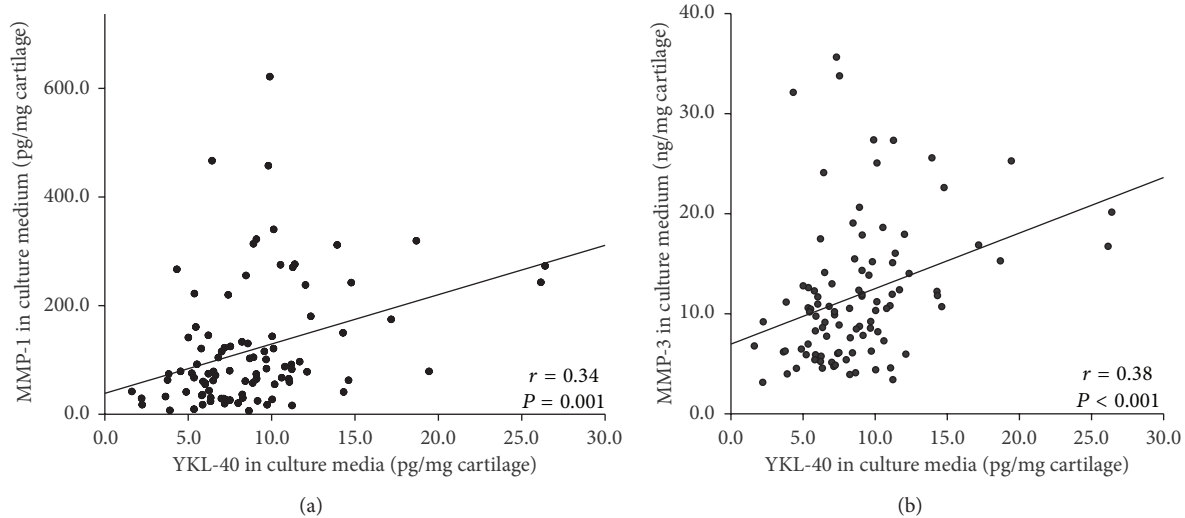 MMP-1 in culture medium (pg/mg cartilage)
600.0
400.0
200.0
0.0
0.0
5.0
10.0
15.0
20.0
25.0
30.0
r = 0.34
P = 0.001
YKL-40 in culture media (pg/mg cartilage)
(a)
MMP-3 in culture medium (ng/mg cartilage)
40.0
30.0
20.0
10.0
0.0
0.0
5.0
10.0
15.0
20.0
25.0
30.0
r = 0.38
P < 0.001
YKL-40 in culture media (pg/mg cartilage)
(b)